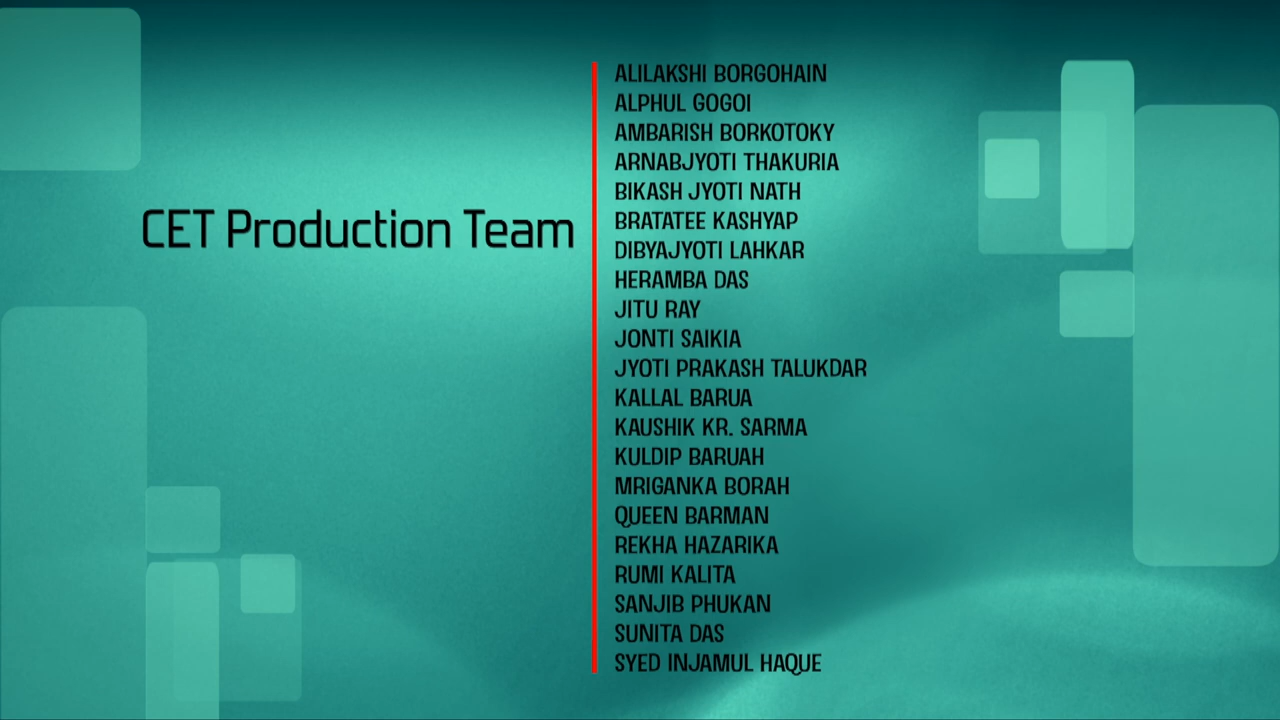 CET Production Team
ALILAKSHI BORGOHAIN
ALPHUL GOGOI
AMBARISH BORKOTOKY
ARNABJYOTI THAKURIA
BIKASH JYOTI NATH
BRATATEE KASHYAP
DIBYAJYOTI LAHKAR
HERAMBA DAS
JITU RAY
JONTI SAIKIA
JYOTI PRAKASH TALUKDAR
KALLAL BARUA
KAUSHIK KR. SARMA
KULDIP BARUAH
MRIGANKA BORAH
QUEEN BARMAN
REKHA HAZARIKA
RUMI KALITA
SANJIB PHUKAN
SUNITA DAS
SYED INJAMUL HAQUE